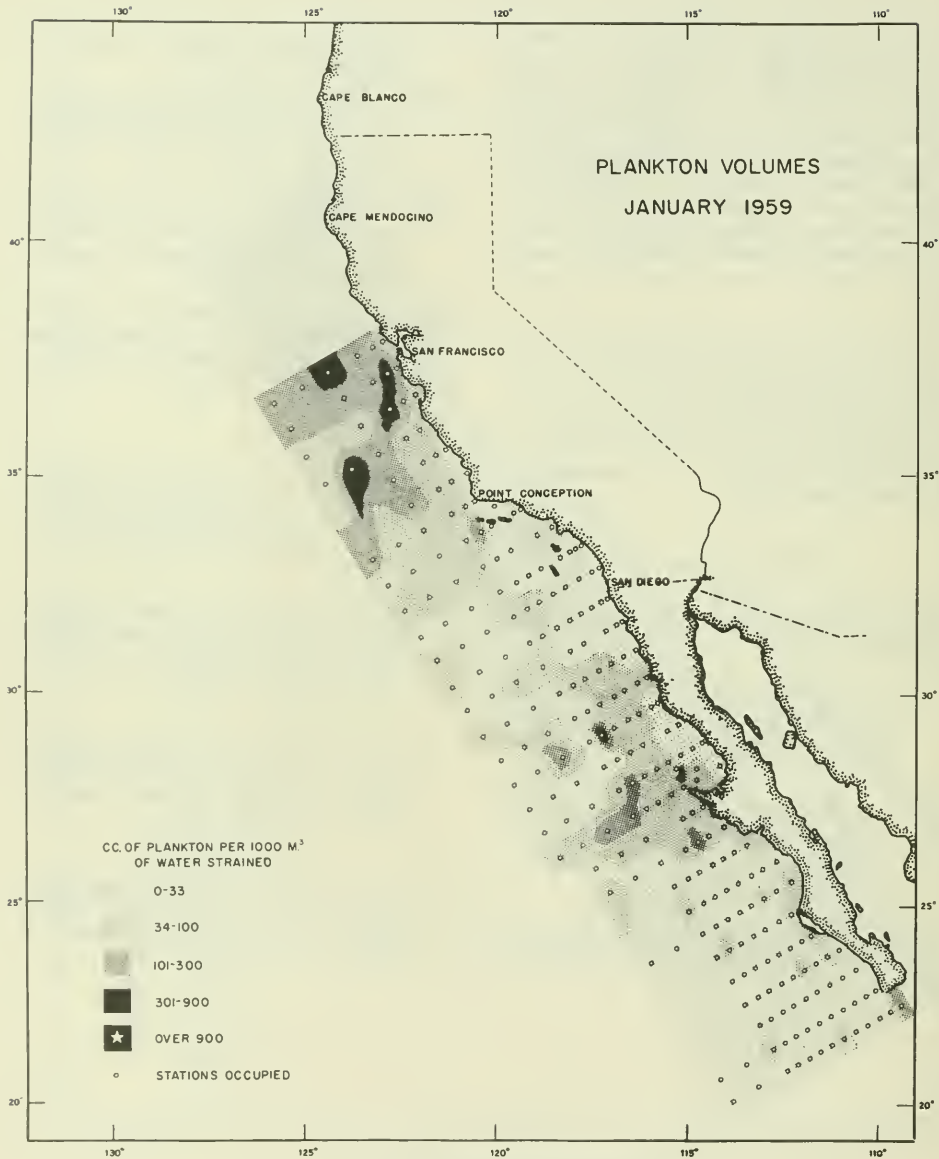 130° 125° 120° 115° 110°
CAPE BLANCO
PLANKTON VOLUMES
JANUARY 1959
CAPE MENDOCINO
40° 40°
SAN FRANCISCO
35° 35°
POINT CONCEPTION
SAN DIEGO
30° 30°
CC. OF PLANKTON PER 1000 M.³
OF WATER STRAINED
0-33
25° 25°
34-100
101-300
301-900
OVER 900
STATIONS OCCUPIED
20° 20°
130° 125° 120° 115° 110°